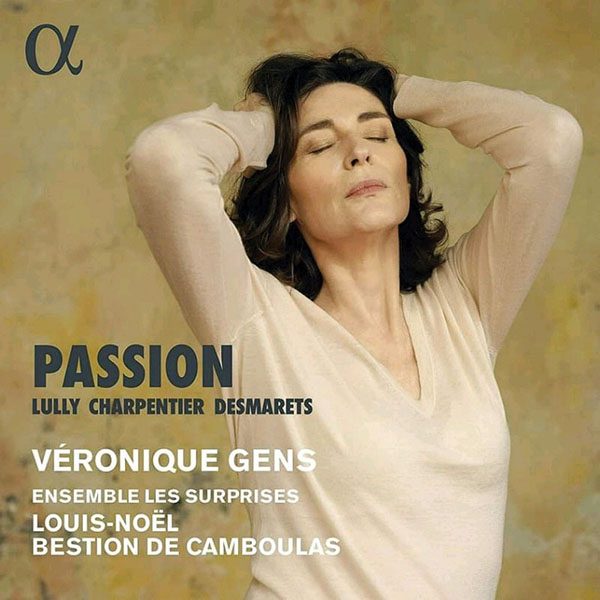 α
PASSION
LULLY CHARPENTIER DESMARETS
VÉRONIQUE GENS
ENSEMBLE LES SURPRISES
LOUIS-NOËL
BESTION DE CAMBOULAS